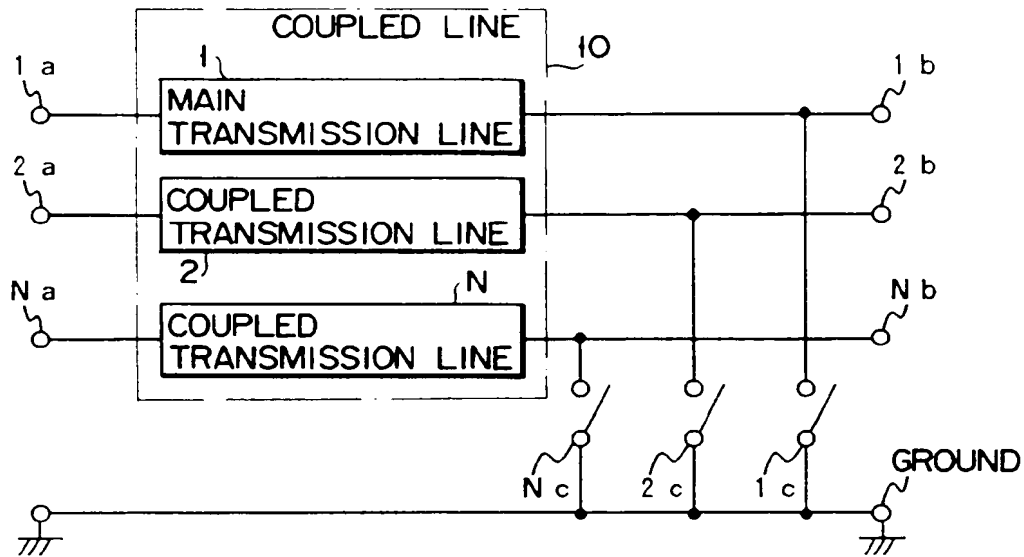 COUPLED LINE
10
1
1 a
1 b
MAIN
TRANSMISSION LINE
2 a
2 b
COUPLED
TRANSMISSION LINE
2
N
N a
N b
COUPLED
TRANSMISSION LINE
N c
2 c
1 c
GROUND